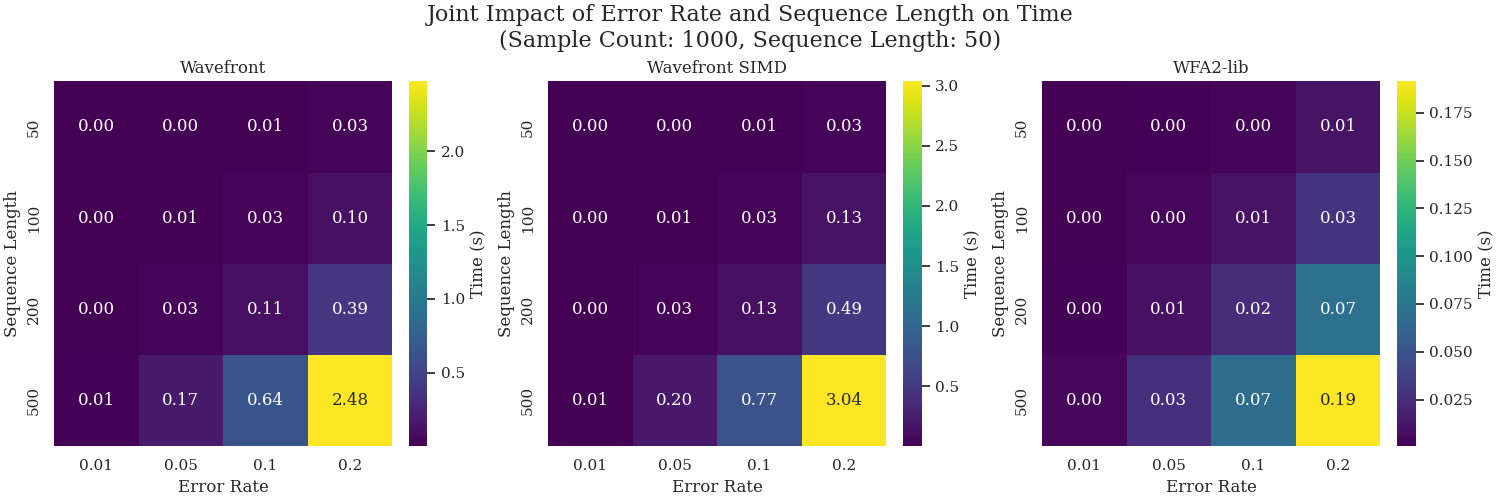 Joint Impact of Error Rate and Sequence Length on Time
(Sample Count: 1000, Sequence Length: 50)
Wavefront
Sequence Length
50
0.00 0.00 0.01 0.03
100
0.00 0.01 0.03 0.10
200
0.00 0.03 0.11 0.39
500
0.01 0.17 0.64 2.48
0.01 0.05 0.1 0.2
Error Rate
2.0
1.5
1.0
0.5
Time (s)
Wavefront SIMD
Sequence Length
50
0.00 0.00 0.01 0.03
100
0.00 0.01 0.03 0.13
200
0.00 0.03 0.13 0.49
500
0.01 0.20 0.77 3.04
0.01 0.05 0.1 0.2
Error Rate
3.0
2.5
2.0
1.5
1.0
0.5
Time (s)
WFA2-lib
Sequence Length
50
0.00 0.00 0.00 0.01
100
0.00 0.00 0.01 0.03
200
0.00 0.01 0.02 0.07
500
0.00 0.03 0.07 0.19
0.01 0.05 0.1 0.2
Error Rate
0.175
0.150
0.125
0.100
0.075
0.050
0.025
Time (s)